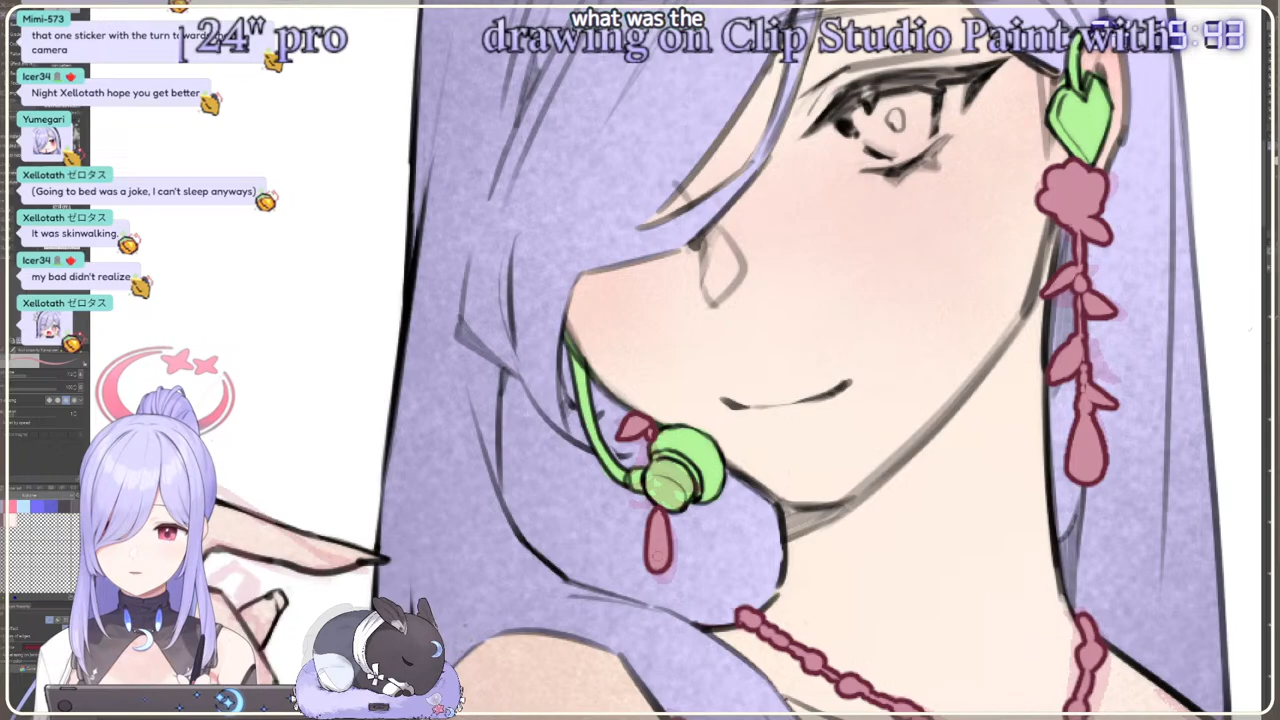 what was the
24" pro
drawing on Clip Studio Paint with
Mimi-573
that one sticker with the turn towards the
camera
Icer34
Night Xellotath hope you get better
Yumegari
Xellotath ゼロタス
(Going to bed was a joke, I can't sleep anyways)
Xellotath ゼロタス
It was skinwalking.
Icer34
my bad didn't realize
Xellotath ゼロタス